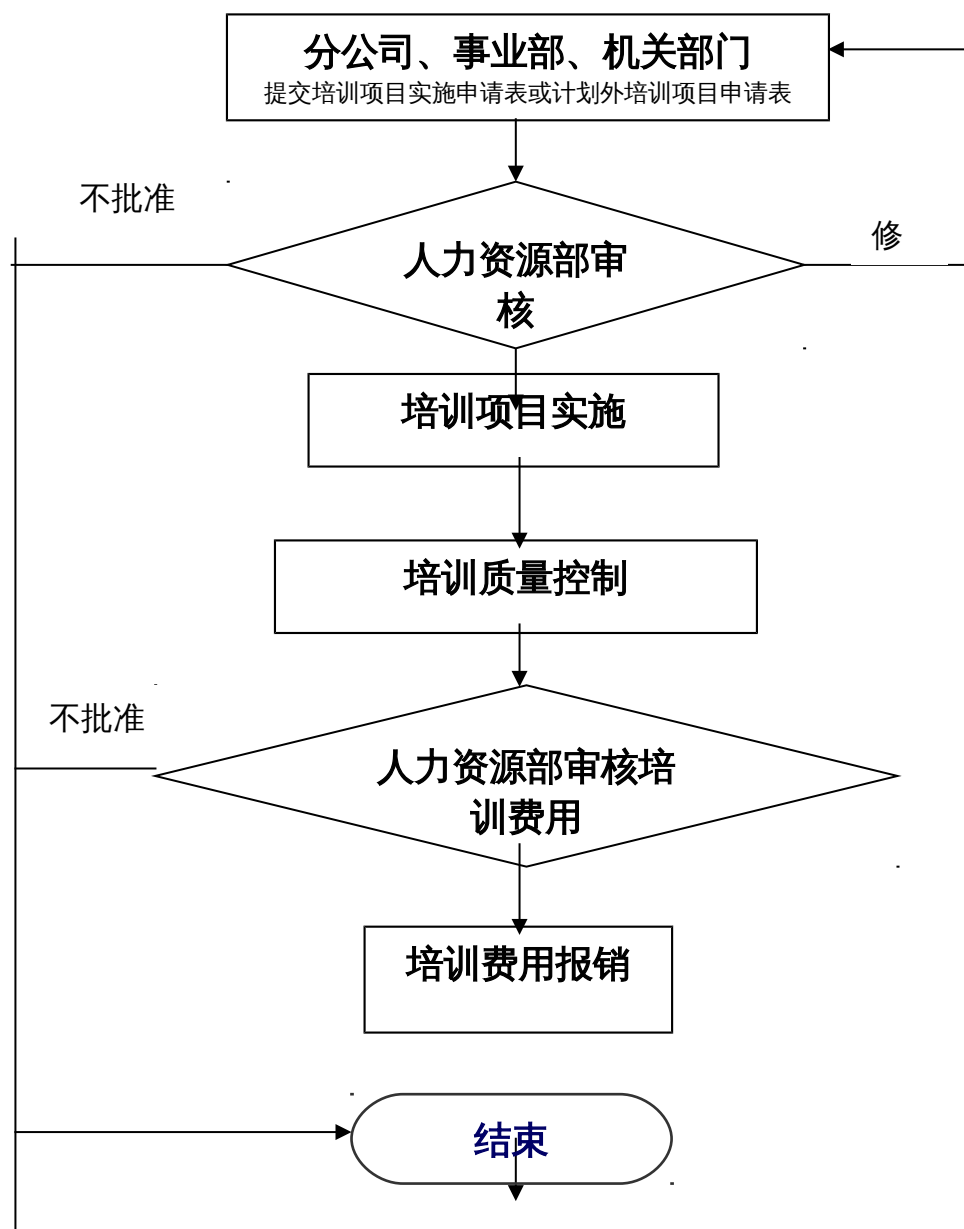 分公司、事业部、机关部门
提交培训项目实施申请表或计划外培训项目申请表
不批准
修
人力资源部审
核
培训项目实施
培训质量控制
不批准
人力资源部审核培
训费用
培训费用报销
结束